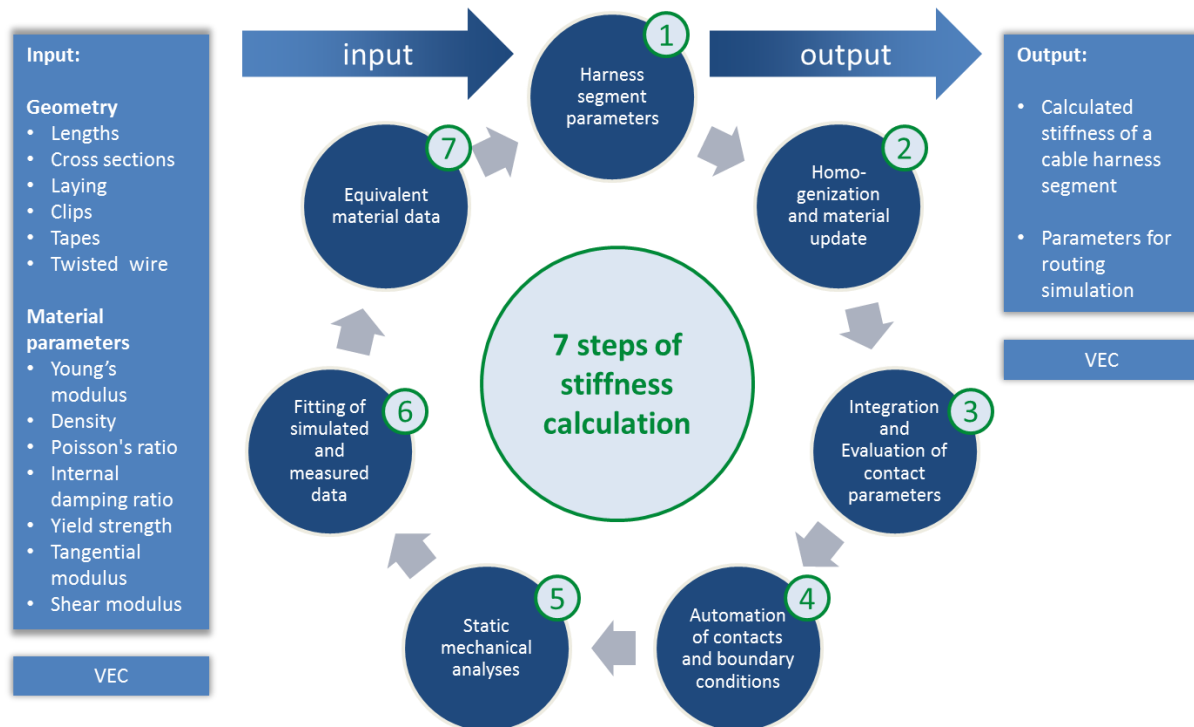 Input:
Geometry
• Lengths
• Cross sections
• Laying
• Clips
• Tapes
• Twisted wire
Material
parameters
• Young's
modulus
• Density
• Poisson's ratio
• Internal
damping ratio
• Yield strength
• Tangential
modulus
• Shear modulus
VEC
input
output
1
Harness
segment
parameters
2
Homo-
genization
and material
update
3
Integration
and
Evaluation of
contact
parameters
4
Automation
of contacts
and boundary
conditions
5
Static
mechanical
analyses
6
Fitting of
simulated
and
measured
data
7
Equivalent
material data
7 steps of
stiffness
calculation
Output:
• Calculated
stiffness of a
cable harness
segment
• Parameters for
routing
simulation
VEC